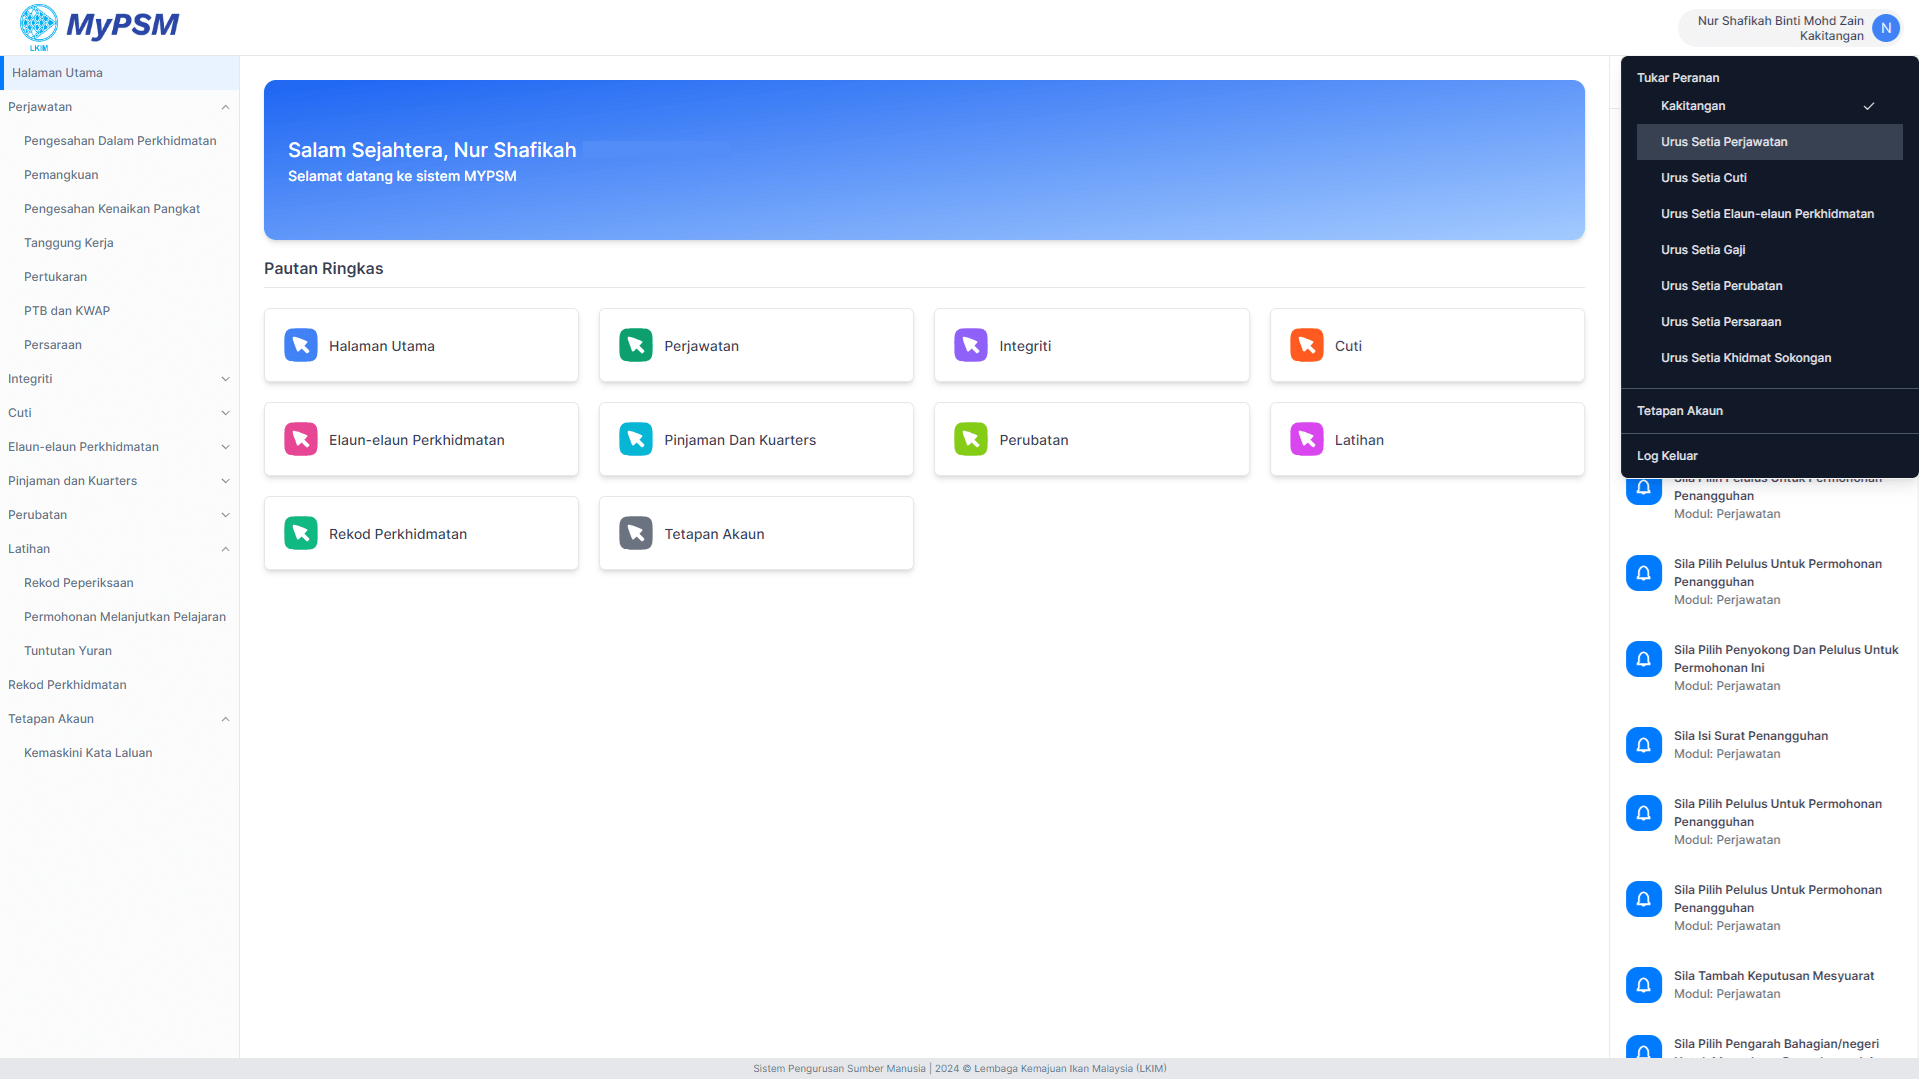 LKIM
MyPSM
Nur Shafikah Binti Mohd Zain
Kakitangan
N
Halaman Utama
Perjawatan
Pengesahan Dalam Perkhidmatan
Pemangkuan
Pengesahan Kenaikan Pangkat
Tanggung Kerja
Pertukaran
PTB dan KWAP
Persaraan
Integriti
Cuti
Elaun-elaun Perkhidmatan
Pinjaman dan Kuarters
Perubatan
Latihan
Rekod Peperiksaan
Permohonan Melanjutkan Pelajaran
Tuntutan Yuran
Rekod Perkhidmatan
Tetapan Akaun
Kemaskini Kata Laluan
Salam Sejahtera, Nur Shafikah
Selamat datang ke sistem MYPSM
Pautan Ringkas
Halaman Utama
Perjawatan
Integriti
Cuti
Elaun-elaun Perkhidmatan
Pinjaman Dan Kuarters
Perubatan
Latihan
Rekod Perkhidmatan
Tetapan Akaun
Tukar Peranan
Kakitangan
Urus Setia Perjawatan
Urus Setia Cuti
Urus Setia Elaun-elaun Perkhidmatan
Urus Setia Gaji
Urus Setia Perubatan
Urus Setia Persaraan
Urus Setia Khidmat Sokongan
Tetapan Akaun
Log Keluar
Sila Pilih Pelulus Untuk Permohonan
Penangguhan
Modul: Perjawatan
Sila Pilih Pelulus Untuk Permohonan
Penangguhan
Modul: Perjawatan
Sila Pilih Penyokong Dan Pelulus Untuk
Permohonan Ini
Modul: Perjawatan
Sila Isi Surat Penangguhan
Modul: Perjawatan
Sila Pilih Pelulus Untuk Permohonan
Penangguhan
Modul: Perjawatan
Sila Pilih Pelulus Untuk Permohonan
Penangguhan
Modul: Perjawatan
Sila Tambah Keputusan Mesyuarat
Modul: Perjawatan
Sila Pilih Pengarah Bahagian/negeri
Sistem Pengurusan Sumber Manusia | 2024 © Lembaga Kemajuan Ikan Malaysia (LKIM)